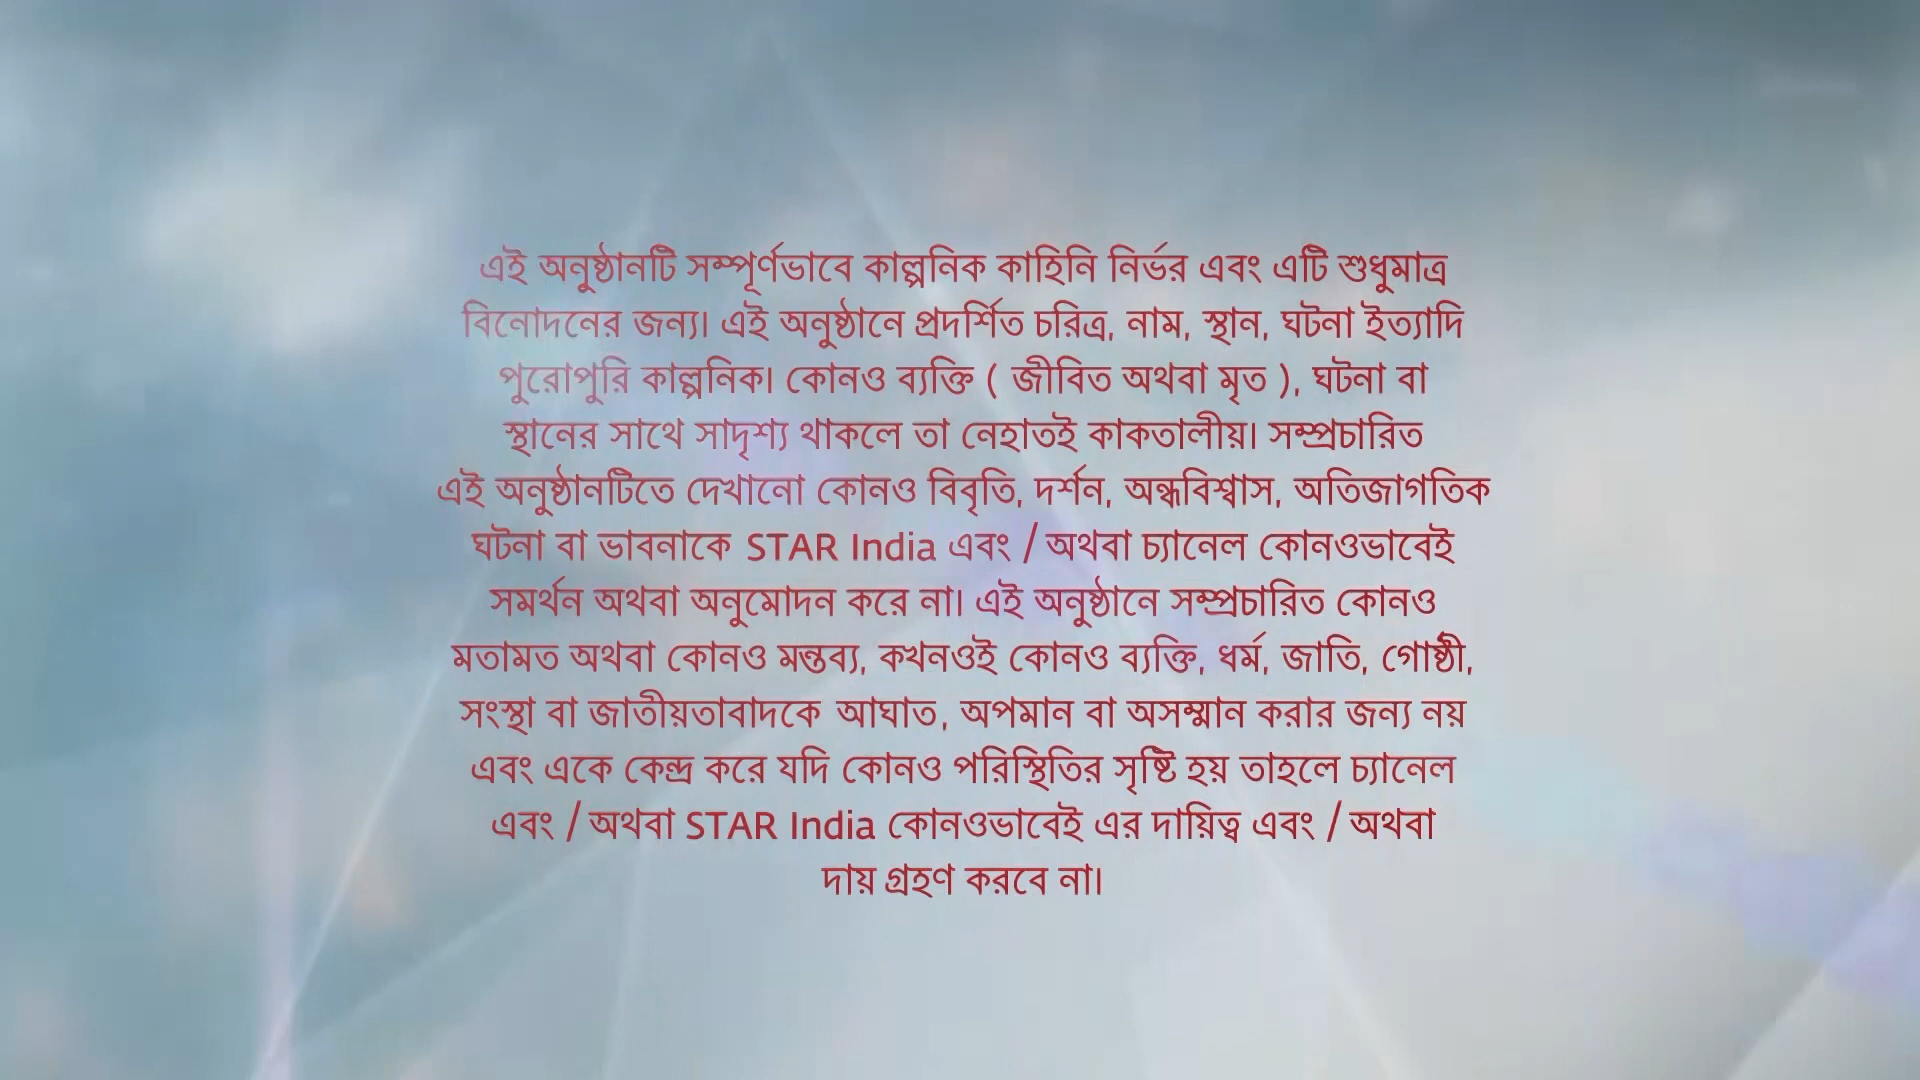 এই অনুষ্ঠানটি সম্পূর্ণভাবে কাল্পনিক কাহিনি নির্ভর এবং এটি শুধুমাত্র
বিনোদনের জন্য। এই অনুষ্ঠানে প্রদর্শিত চরিত্র, নাম, স্থান, ঘটনা ইত্যাদি
পুরোপুরি কাল্পনিক। কোনও ব্যক্তি ( জীবিত অথবা মৃত ), ঘটনা বা
স্থানের সাথে সাদৃশ্য থাকলে তা নেহাতই কাকতালীয়। সম্প্রচারিত
এই অনুষ্ঠানটিতে দেখানো কোনও বিবৃতি, দর্শন, অন্ধবিশ্বাস, অতিজাগতিক
ঘটনা বা ভাবনাকে STAR India এবং / অথবা চ্যানেল কোনওভাবেই
সমর্থন অথবা অনুমোদন করে না। এই অনুষ্ঠানে সম্প্রচারিত কোনও
মতামত অথবা কোনও মন্তব্য, কখনওই কোনও ব্যক্তি, ধর্ম, জাতি, গোষ্ঠী,
সংস্থা বা জাতীয়তাবাদকে আঘাত, অপমান বা অসম্মান করার জন্য নয়
এবং একে কেন্দ্র করে যদি কোনও পরিস্থিতির সৃষ্টি হয় তাহলে চ্যানেল
এবং / অথবা STAR India কোনওভাবেই এর দায়িত্ব এবং / অথবা
দায় গ্রহণ করবে না।